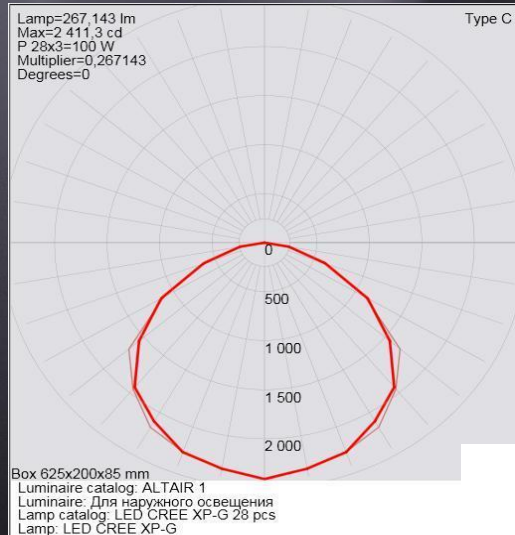 Lamp=267,143 lm
Type C
Max=2 411,3 cd
P 28x3=100 W
Multiplier=0,267143
Degrees=0
0
500
1 000
1 500
2 000
Box 625x200x85 mm
Luminaire catalog: ALTAIR 1
Luminaire: Для наружного освещения
Lamp catalog: LED CREE XP-G 28 pcs
Lamp: LED CREE XP-G